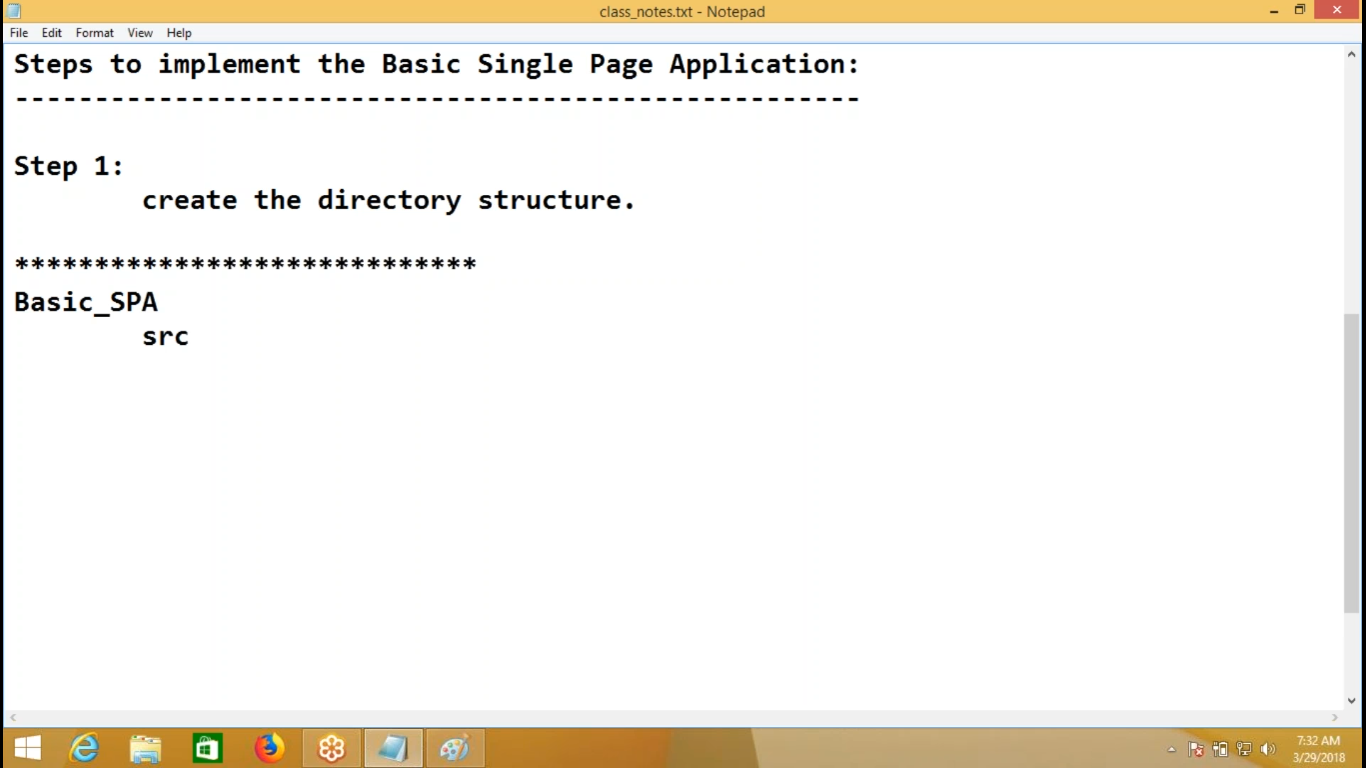 class_notes.txt - Notepad
File Edit Format View Help
Steps to implement the Basic Single Page Application:
-----------------------------------------------------
Step 1:
create the directory structure.
*****************************
Basic_SPA
src
7:32 AM
3/29/2018